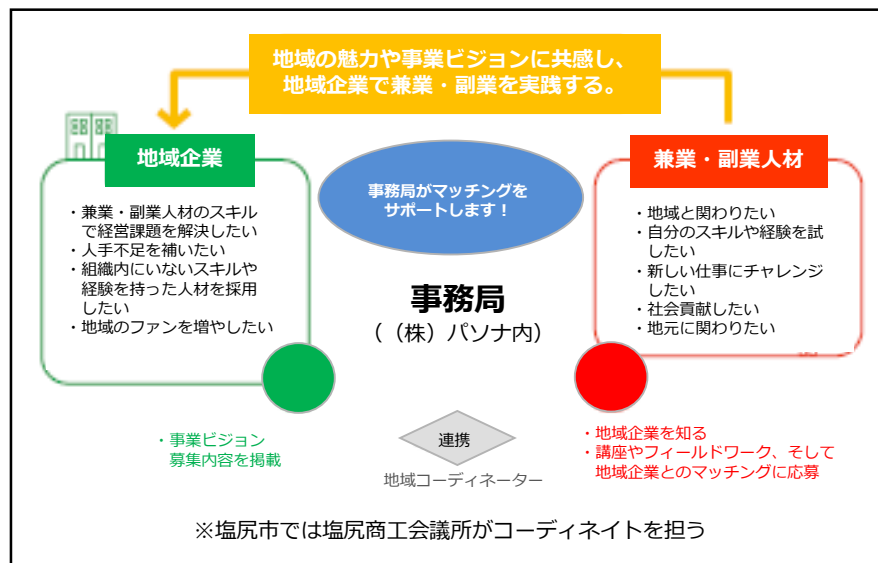 地域の魅力や事業ビジョンに共感し、
地域企業で兼業・副業を実践する。
地域企業
・兼業・副業人材のスキル
で経営課題を解決したい
・人手不足を補いたい
・組織内にいないスキルや
経験を持った人材を採用
したい
・地域のファンを増やしたい
・事業ビジョン
募集内容を掲載
事務局がマッチングを
サポートします！
事務局
（（株）パソナ内）
連携
地域コーディネーター
兼業・副業人材
・地域と関わりたい
・自分のスキルや経験を試
したい
・新しい仕事にチャレンジ
したい
・社会貢献したい
・地元に関わりたい
・地域企業を知る
・講座やフィールドワーク、そして
地域企業とのマッチングに応募
※塩尻市では塩尻商工会議所がコーディネイトを担う